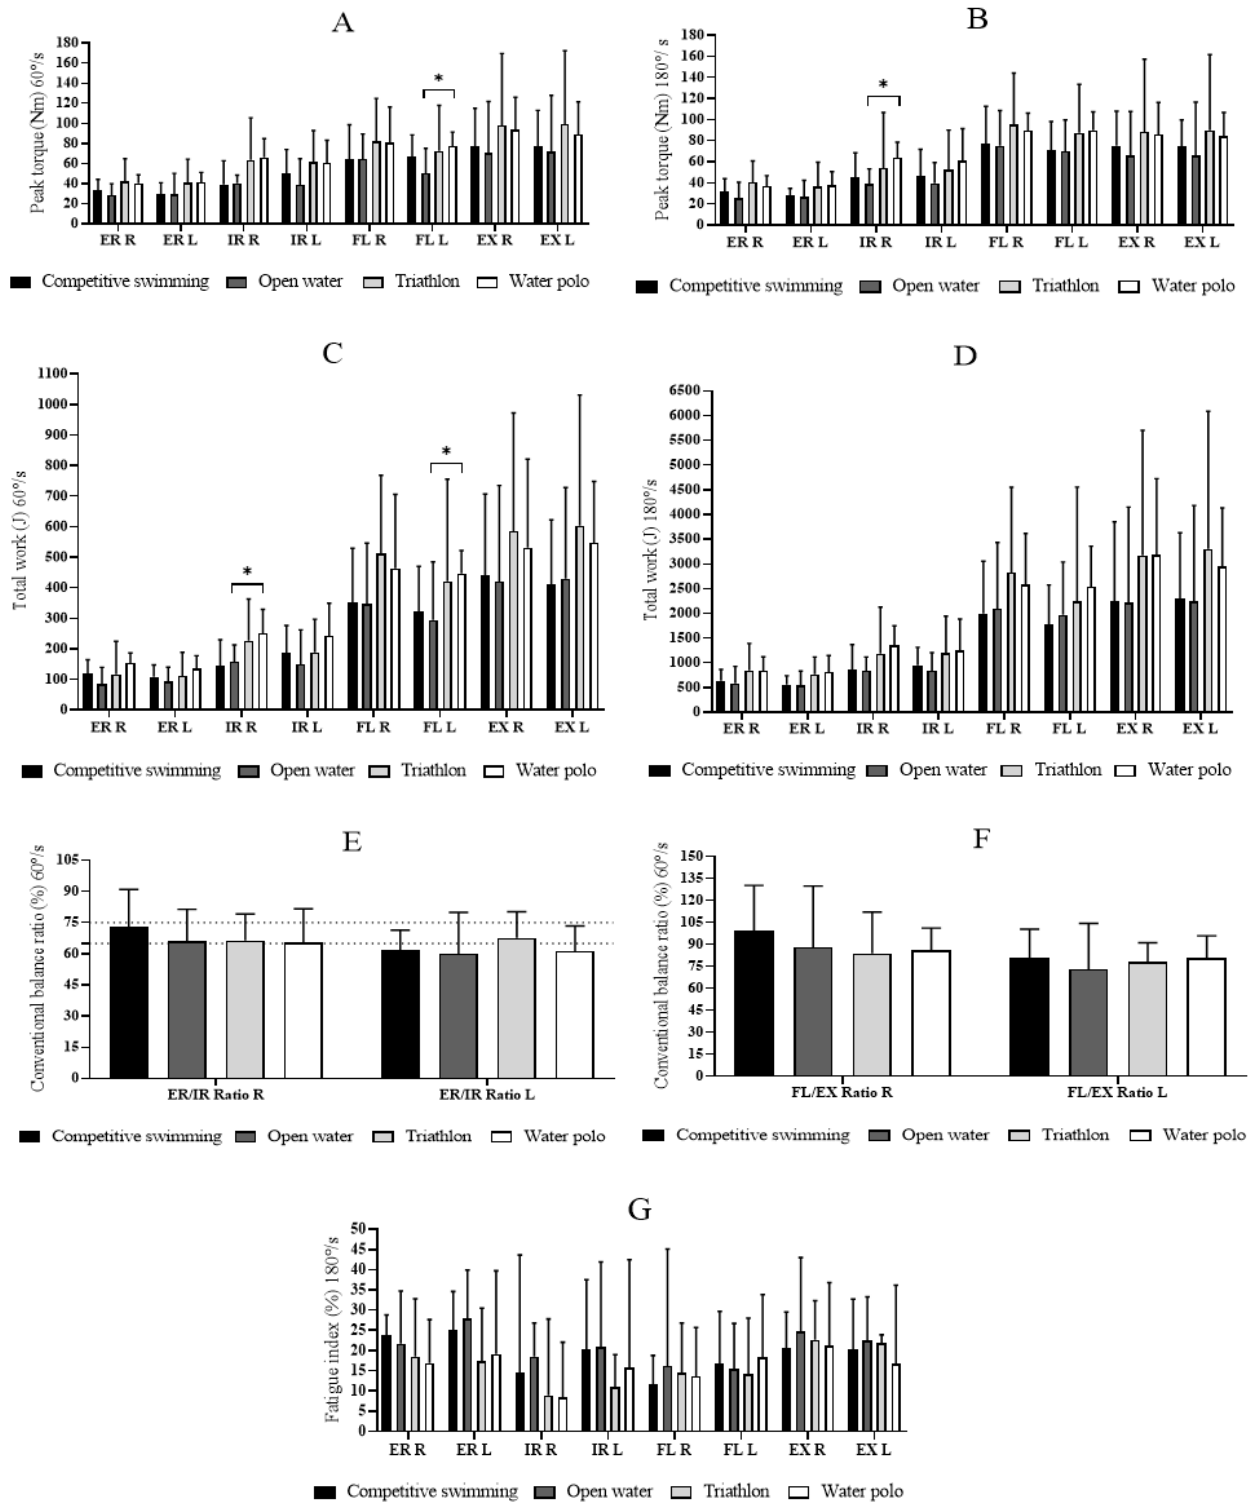 A
Peak torque (Nm) 60°/s
180
160
140
120
100
80
60
40
20
0
*
ER R ER L IR R IR L FL R FL L EX R EX L
Competitive swimming Open water Triathlon Water polo
B
Peak torque (Nm) 180°/ s
180
160
140
120
100
80
60
40
20
0
*
ER R ER L IR R IR L FL R FL L EX R EX L
Competitive swimming Open water Triathlon Water polo
C
Total work (J) 60°/s
1100
1000
900
800
700
600
500
400
300
200
100
0
*
*
ER R ER L IR R IR L FL R FL L EX R EX L
Competitive swimming Open water Triathlon Water polo
D
Total work (J) 180°/s
6500
6000
5500
5000
4500
4000
3500
3000
2500
2000
1500
1000
500
0
ER R ER L IR R IR L FL R FL L EX R EX L
Competitive swimming Open water Triathlon Water polo
E
Conventional balance ratio (%) 60°/s
105
90
75
60
45
30
15
0
ER/IR Ratio R ER/IR Ratio L
Competitive swimming Open water Triathlon Water polo
F
Conventional balance ratio (%) 60°/s
150
135
120
105
90
75
60
45
30
15
0
FL/EX Ratio R FL/EX Ratio L
Competitive swimming Open water Triathlon Water polo
G
Fatigue index (%) 180°/s
50
45
40
35
30
25
20
15
10
5
0
ER R ER L IR R IR L FL R FL L EX R EX L
Competitive swimming Open water Triathlon Water polo